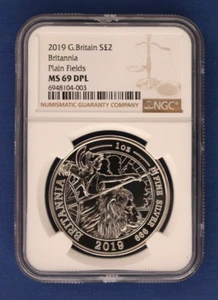 2019 G.Britain S£2
Britannia
Plain Fields
MS 69 DPL
6948104-003
NUMISMATIC GUARANTY COMPANY
NGC
1oz
FINE SILVER 999
BRITANNIA
2019